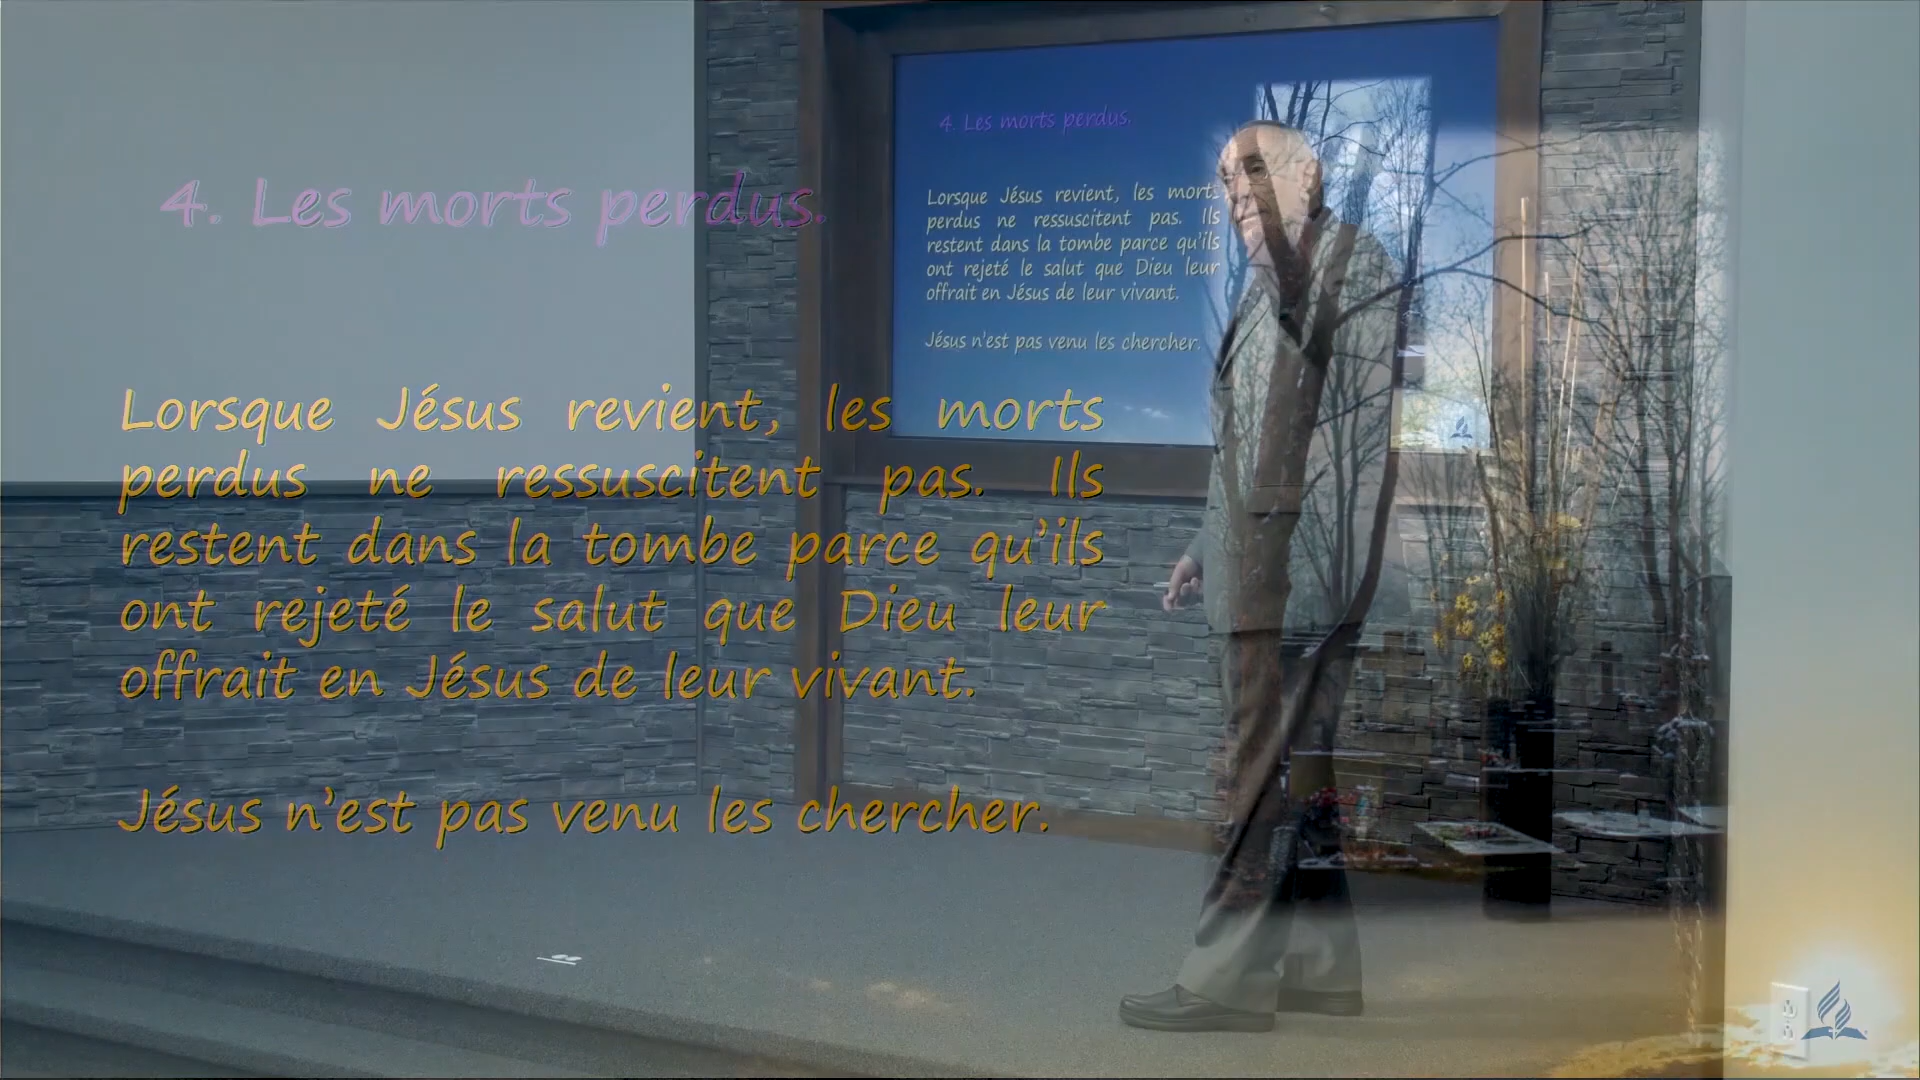 4. Les morts perdus.
Lorsque Jésus revient, les morts
perdus ne ressuscitent pas. Ils
restent dans la tombe parce qu'ils
ont rejeté le salut que Dieu leur
offrait en Jésus de leur vivant.
Jésus n'est pas venu les chercher.
4. Les morts perdus.
Lorsque Jésus revient, les morts
perdus ne ressuscitent pas. Ils
restent dans la tombe parce qu'ils
ont rejeté le salut que Dieu leur
offrait en Jésus de leur vivant.
Jésus n'est pas venu les chercher.